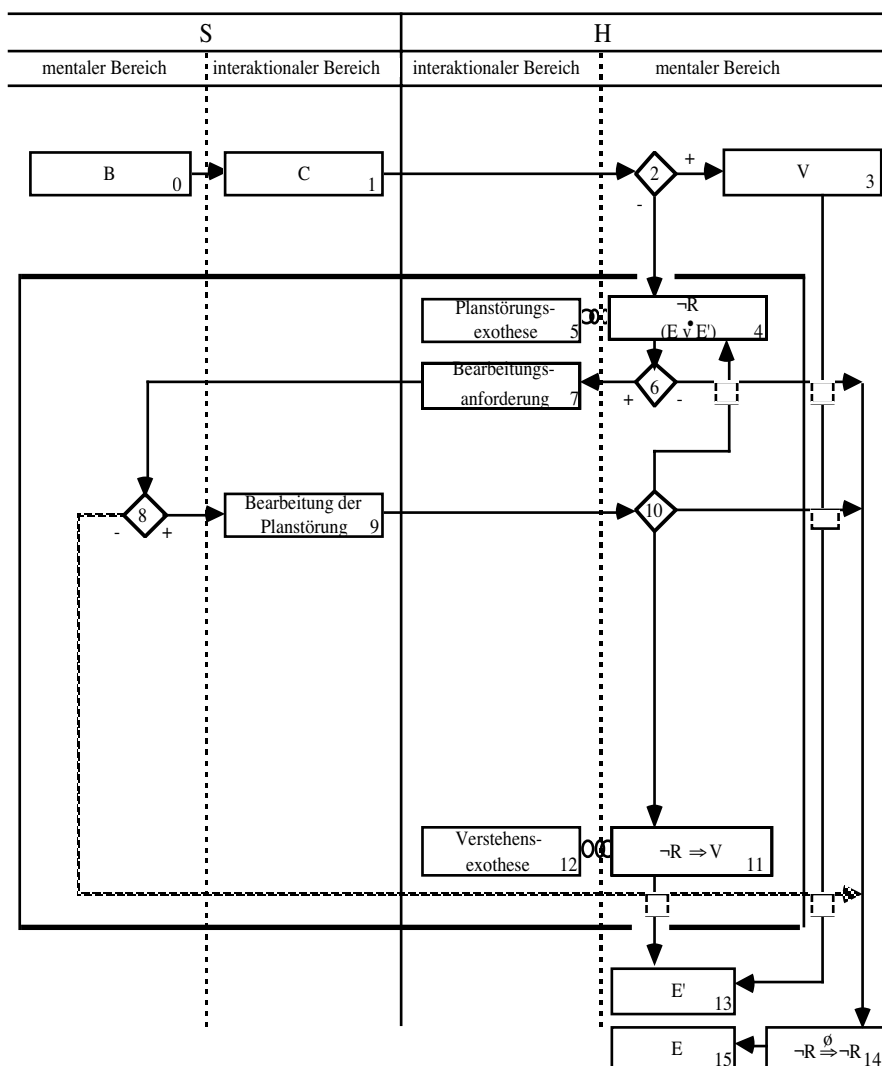 S H
mentaler Bereich interaktionaler Bereich interaktionaler Bereich mentaler Bereich
B 0 C 1 2 + V 3
-
Planstörungs-
exothese 5
¬R
(E v̇ E') 4
Bearbeitungs-
anforderung 7
+ 6 -
8
- +
Bearbeitung der
Planstörung 9
10
Verstehens-
exothese 12
¬R ⇒ V 11
E' 13
E 15
ø
¬R ⇒ ¬R 14